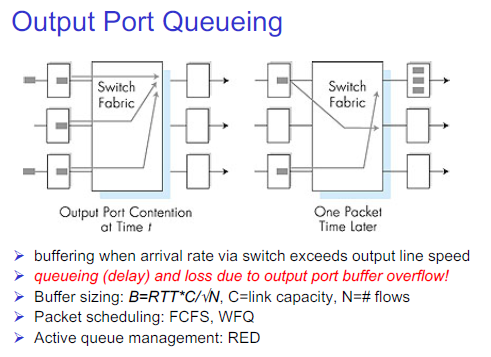 Output Port Queueing
Switch
Fabric
Switch
Fabric
Output Port Contention
at Time t
One Packet
Time Later
➢ buffering when arrival rate via switch exceeds output line speed
➢ queueing (delay) and loss due to output port buffer overflow!
➢ Buffer sizing: B=RTT*C/√N, C=link capacity, N=# flows
➢ Packet scheduling: FCFS, WFQ
➢ Active queue management: RED